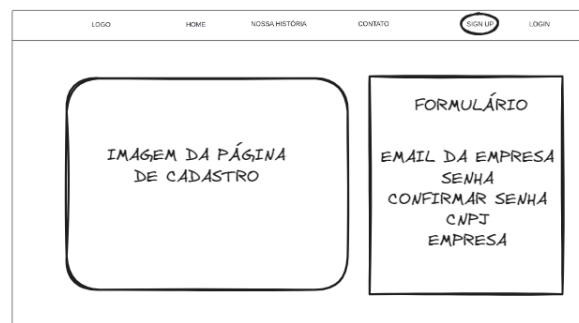 LOGO
HOME
NOSSA HISTÓRIA
CONTATO
SIGN UP
LOGIN
IMAGEM DA PÁGINA
DE CADASTRO
FORMULÁRIO
EMAIL DA EMPRESA
SENHA
CONFIRMAR SENHA
CNPJ
EMPRESA